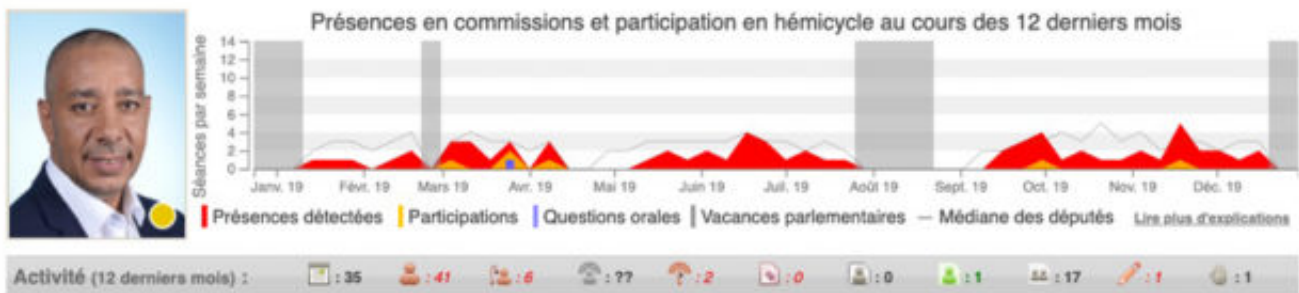 Présences en commissions et participation en hémicycle au cours des 12 derniers mois
Séances par semaine
14
12
10
8
6
4
2
0
Janv. 19 Févr. 19 Mars 19 Avr. 19 Mai 19 Juin 19 Juil. 19 Août 19 Sept. 19 Oct. 19 Nov. 19 Déc. 19
Présences détectées Participations Questions orales Vacances parlementaires Médiane des députés Lire plus d'explications
Activité (12 derniers mois) : : 35 : 41 : 6 : ?? : 2 : 0 : 0 : 1 : 17 : 1 : 1